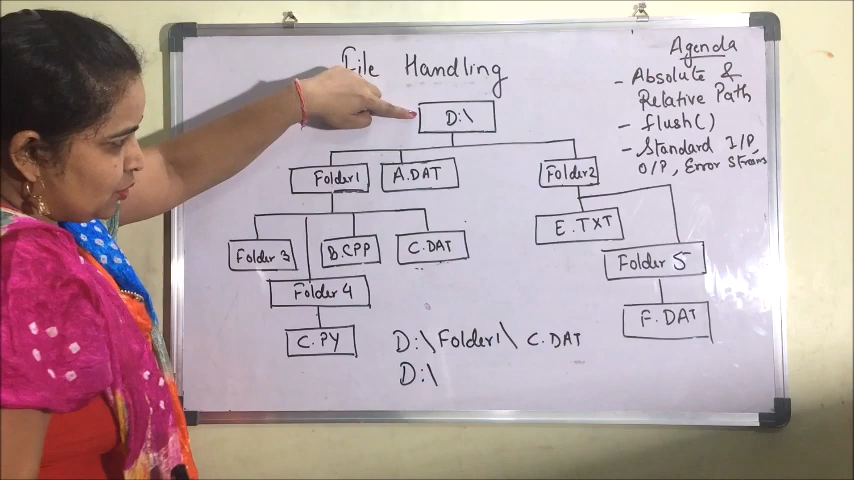 File Handling
Agenda
- Absolute &
Relative Path
- flush()
- Standard I/P,
O/P, Error Streams
D:\
Folder1
A.DAT
Folder2
Folder 3
B.CPP
C.DAT
E.TXT
Folder 4
Folder 5
C.PY
F.DAT
D:\Folder1\ C.DAT
D:\